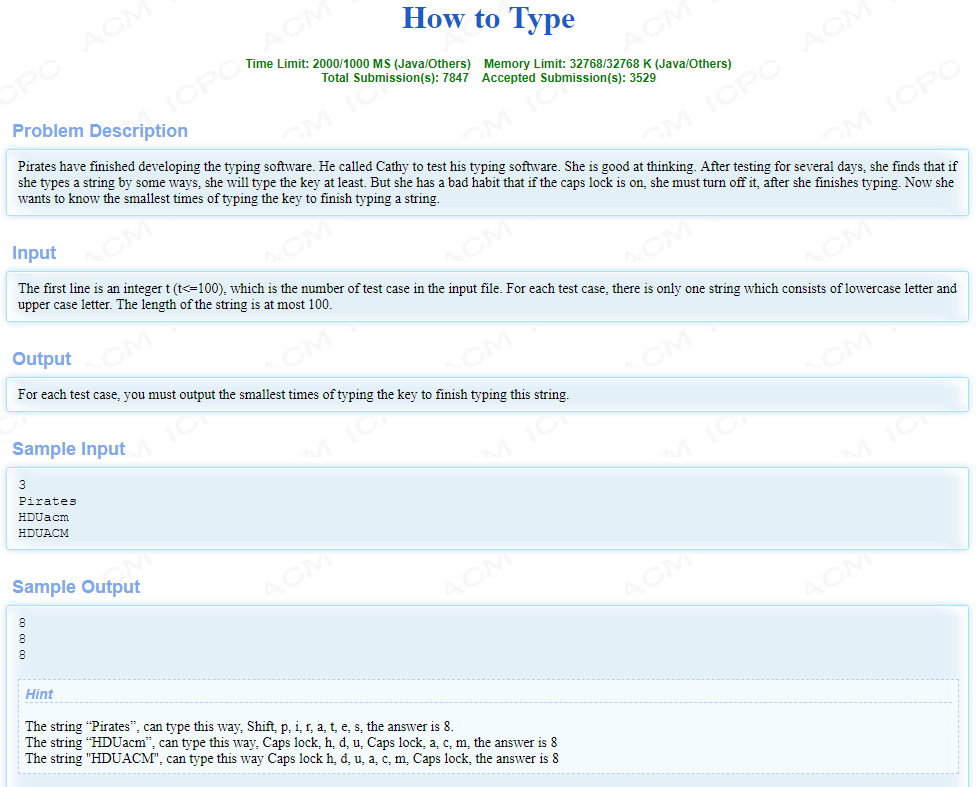 How to Type
Time Limit: 2000/1000 MS (Java/Others)    Memory Limit: 32768/32768 K (Java/Others)
Total Submission(s): 7847    Accepted Submission(s): 3529
Problem Description
Pirates have finished developing the typing software. He called Cathy to test his typing software. She is good at thinking. After testing for several days, she finds that if
she types a string by some ways, she will type the key at least. But she has a bad habit that if the caps lock is on, she must turn off it, after she finishes typing. Now she
wants to know the smallest times of typing the key to finish typing a string.
Input
The first line is an integer t (t<=100), which is the number of test case in the input file. For each test case, there is only one string which consists of lowercase letter and
upper case letter. The length of the string is at most 100.
Output
For each test case, you must output the smallest times of typing the key to finish typing this string.
Sample Input
3
Pirates
HDUacm
HDUACM
Sample Output
8
8
8
Hint
The string “Pirates”, can type this way, Shift, p, i, r, a, t, e, s, the answer is 8.
The string “HDUacm”, can type this way, Caps lock, h, d, u, Caps lock, a, c, m, the answer is 8
The string "HDUACM", can type this way Caps lock h, d, u, a, c, m, Caps lock, the answer is 8